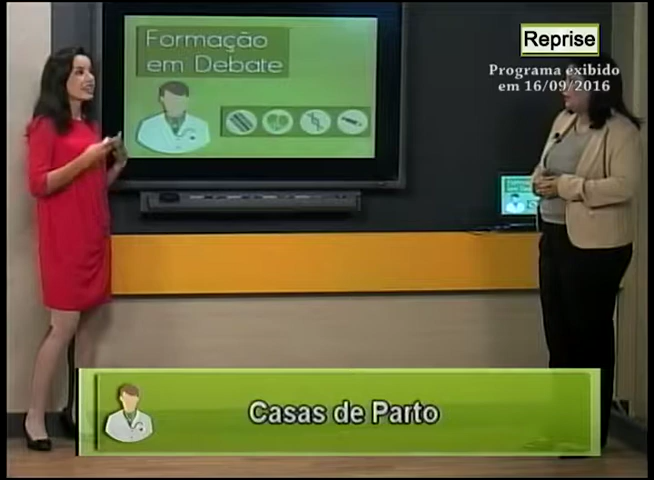 Formação
em Debate
Reprise
Programa exibido
em 16/09/2016
Casas de Parto